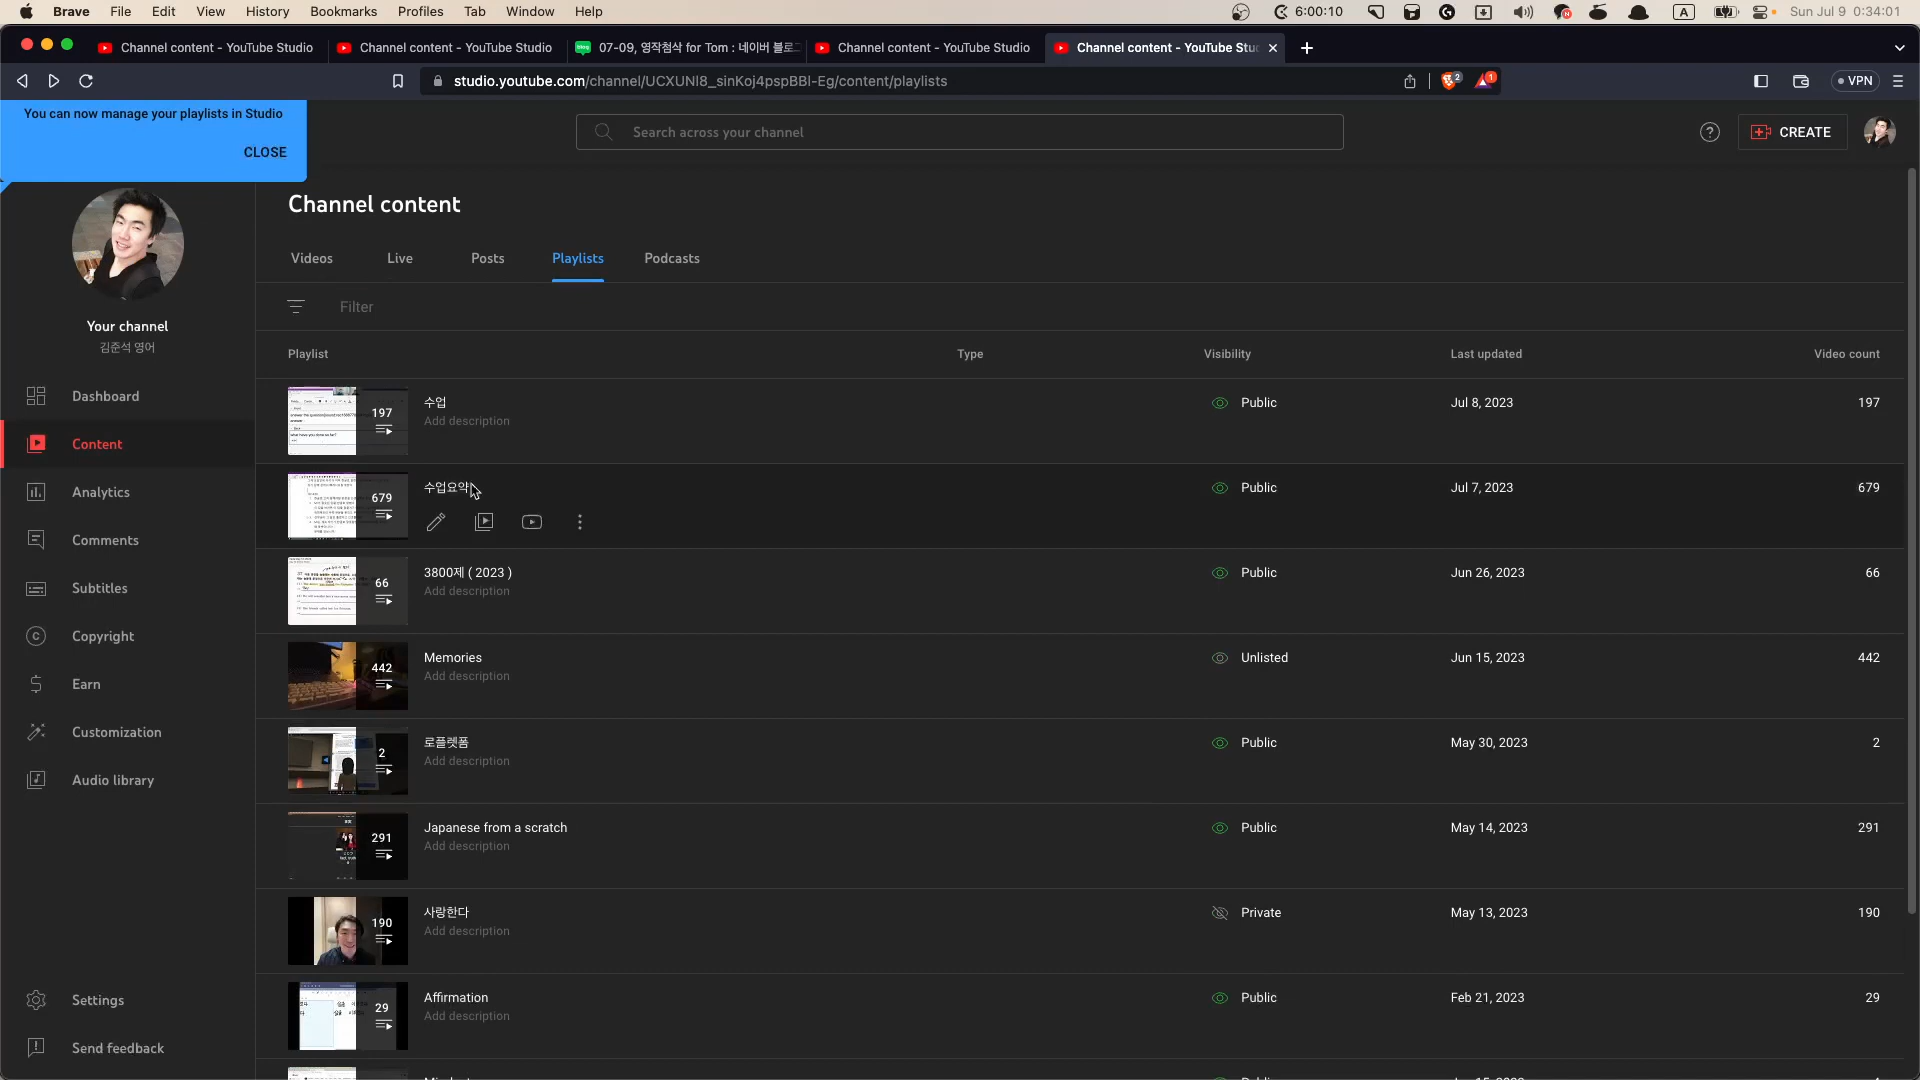 Brave File Edit View History Bookmarks Profiles Tab Window Help 6:00:10 A Sun Jul 9 0:34:01
Channel content - YouTube Studio Channel content - YouTube Studio 07-09, 영작첨삭 for Tom : 네이버 블로 Channel content - YouTube Studio Channel content - YouTube Stu
studio.youtube.com/channel/UCXUNI8_sinKoj4pspBBI-Eg/content/playlists 2 1 VPN
You can now manage your playlists in Studio
CLOSE
Search across your channel
CREATE
Channel content
Videos Live Posts Playlists Podcasts
Filter
Your channel
김준석 영어
Dashboard
Content
Analytics
Comments
Subtitles
Copyright
Earn
Customization
Audio library
Settings
Send feedback
Playlist Type Visibility Last updated Video count
197 수업 Public Jul 8, 2023 197
Add description
679 수업요약 Public Jul 7, 2023 679
66 3800제 ( 2023 ) Public Jun 26, 2023 66
Add description
442 Memories Unlisted Jun 15, 2023 442
Add description
2 로플렛폼 Public May 30, 2023 2
Add description
291 Japanese from a scratch Public May 14, 2023 291
Add description
190 사랑한다 Private May 13, 2023 190
Add description
29 Affirmation Public Feb 21, 2023 29
Add description